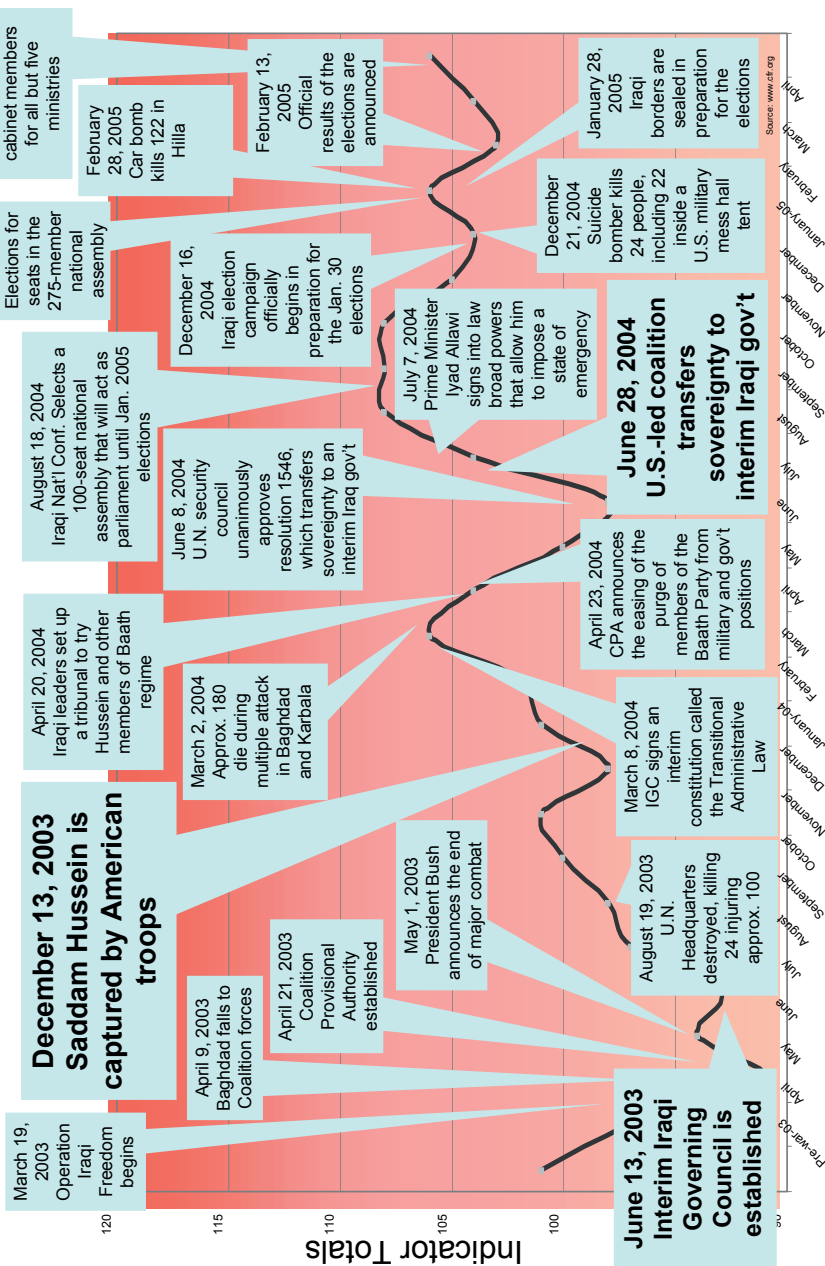 March 19,
2003
Operation
Iraqi
Freedom
begins
April 9, 2003
Baghdad falls to
Coalition forces
April 21, 2003
Coalition
Provisional
Authority
established
May 1, 2003
President Bush
announces the end
of major combat
June 13, 2003
Interim Iraqi
Governing
Council is
established
August 19, 2003
U.N.
Headquarters
destroyed, killing
24 injuring
approx. 100
December 13, 2003
Saddam Hussein is
captured by American
troops
March 2, 2004
Approx. 180
die during
multiple attack
in Baghdad
and Karbala
March 8, 2004
IGC signs an
interim
constitution called
the Transitional
Administrative
Law
April 20, 2004
Iraqi leaders set up
a tribunal to try
Hussein and other
members of Baath
regime
April 23, 2004
CPA announces
the easing of the
purge of
members of the
Baath Party from
military and gov't
positions
June 8, 2004
U.N. security
council
unanimously
approves
resolution 1546,
which transfers
sovereignty to an
interim Iraq gov't
June 28, 2004
U.S.-led coalition
transfers
sovereignty to
interim Iraqi gov't
July 7, 2004
Prime Minister
Iyad Allawi
signs into law
broad powers
that allow him
to impose a
state of
emergency
August 18, 2004
Iraqi Nat'l Conf. Selects a
100-seat national
assembly that will act as
parliament until Jan. 2005
elections
December 16,
2004
Iraqi election
campaign
officially
begins in
preparation for
the Jan. 30
elections
December
21, 2004
Suicide
bomber kills
24 people,
including 22
inside a
U.S. military
mess hall
tent
Elections for
seats in the
275-member
national
assembly
January 28,
2005
Iraqi
borders are
sealed in
preparation
for the
elections
February 13,
2005
Official
results of the
elections are
announced
February
28, 2005
Car bomb
kills 122 in
Hilla
cabinet members
for all but five
ministries
Indicator Totals
120
115
110
105
100
90
Pre-war-03
April
May
June
July
August
September
October
November
December
January-04
February
March
April
May
June
July
August
September
October
November
December
January-05
February
March
April
Source: www.cfr.org